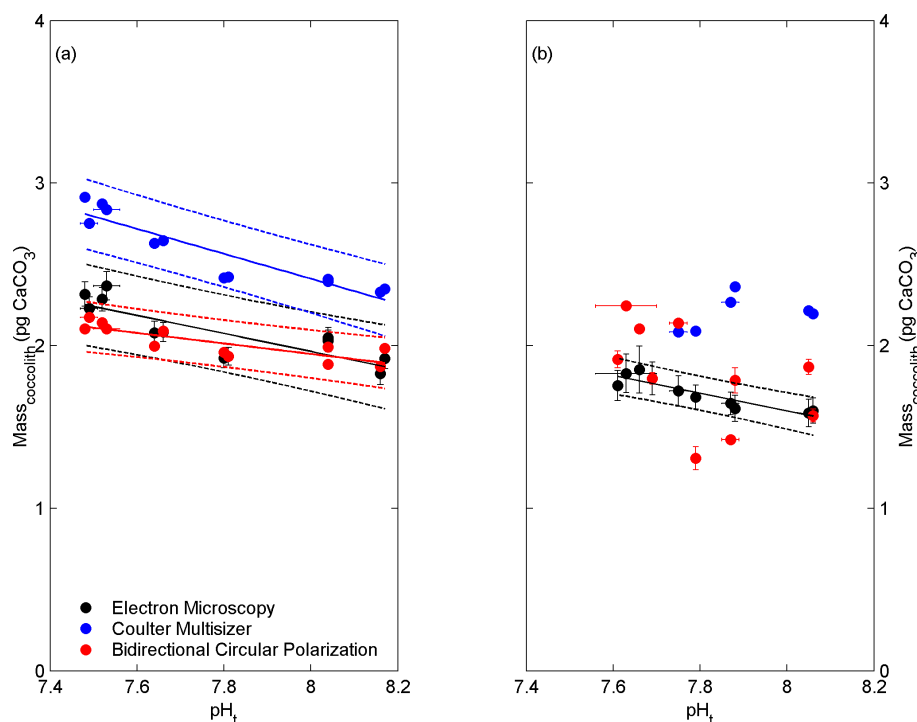 4
(a)
3
2
1
0
Mass_coccolith (pg CaCO₃)
Electron Microscopy
Coulter Multisizer
Bidirectional Circular Polarization
7.4
7.6
7.8
8
8.2
pH_t
(b)
4
3
2
1
0
Mass_coccolith (pg CaCO₃)
7.4
7.6
7.8
8
8.2
pH_t